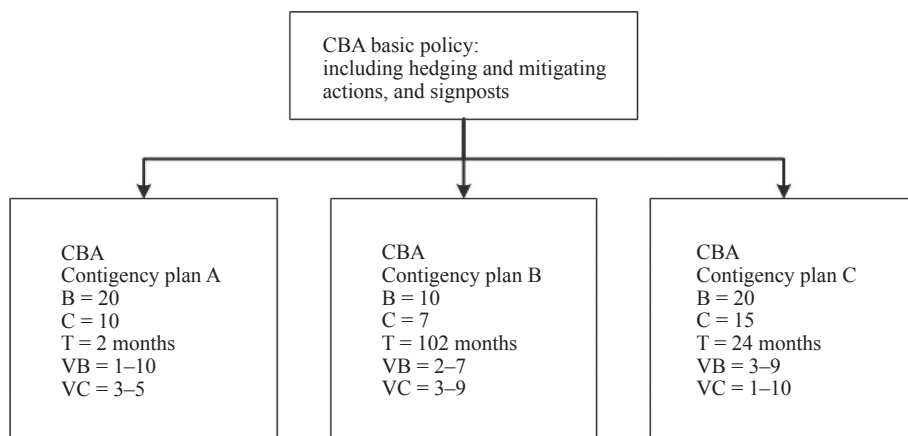 CBA basic policy:
including hedging and mitigating
actions, and signposts
CBA
Contigency plan A
B = 20
C = 10
T = 2 months
VB = 1–10
VC = 3–5
CBA
Contigency plan B
B = 10
C = 7
T = 102 months
VB = 2–7
VC = 3–9
CBA
Contigency plan C
B = 20
C = 15
T = 24 months
VB = 3–9
VC = 1–10